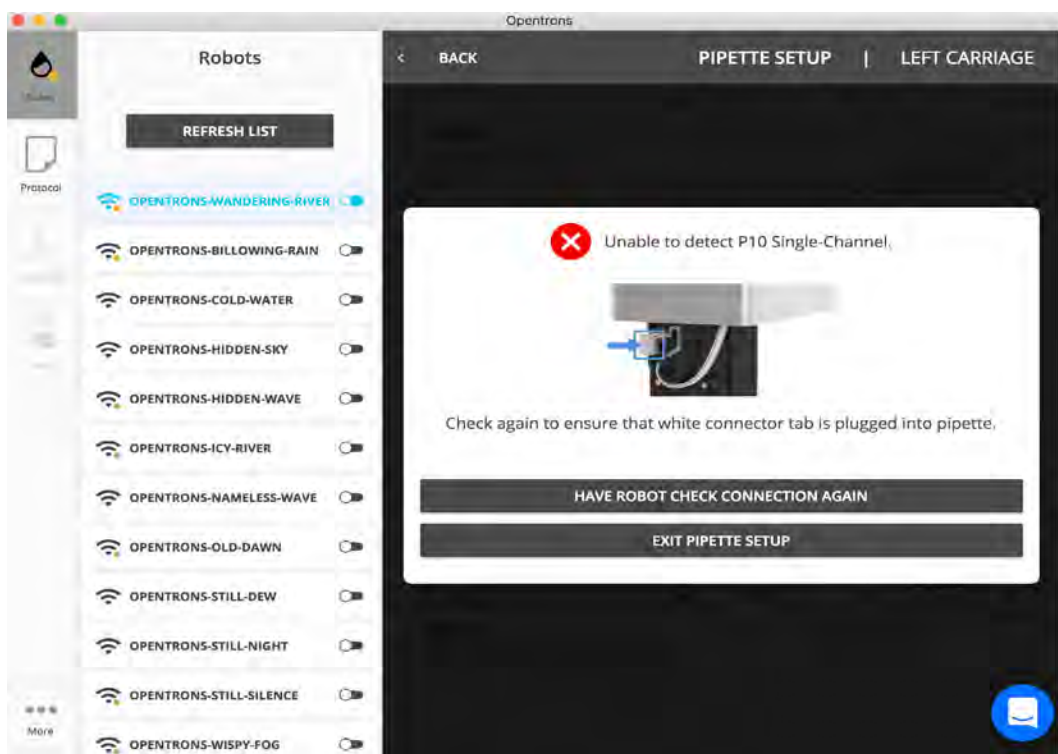 Opentrons
Robots
REFRESH LIST
Protocol
OPENTRONS-WANDERING-RIVER
OPENTRONS-BILLOWING-RAIN
OPENTRONS-COLD-WATER
OPENTRONS-HIDDEN-SKY
OPENTRONS-HIDDEN-WAVE
OPENTRONS-ICY-RIVER
OPENTRONS-NAMELESS-WAVE
OPENTRONS-OLD-DAWN
OPENTRONS-STILL-DEW
OPENTRONS-STILL-NIGHT
OPENTRONS-STILL-SILENCE
OPENTRONS-WISPY-FOG
More
< BACK PIPETTE SETUP | LEFT CARRIAGE
Unable to detect P10 Single-Channel.
Check again to ensure that white connector tab is plugged into pipette.
HAVE ROBOT CHECK CONNECTION AGAIN
EXIT PIPETTE SETUP